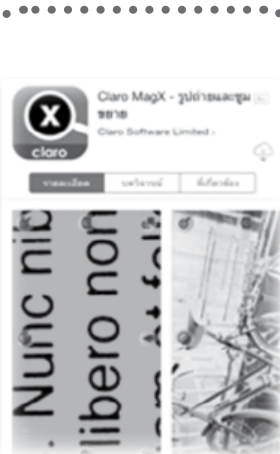 Claro MagX - รูปถ่ายและซูม
ขยาย
Claro Software Limited ›
claro
รายละเอียด บทวิจารณ์ ที่เกี่ยวข้อง
. Nunc nib
libero non